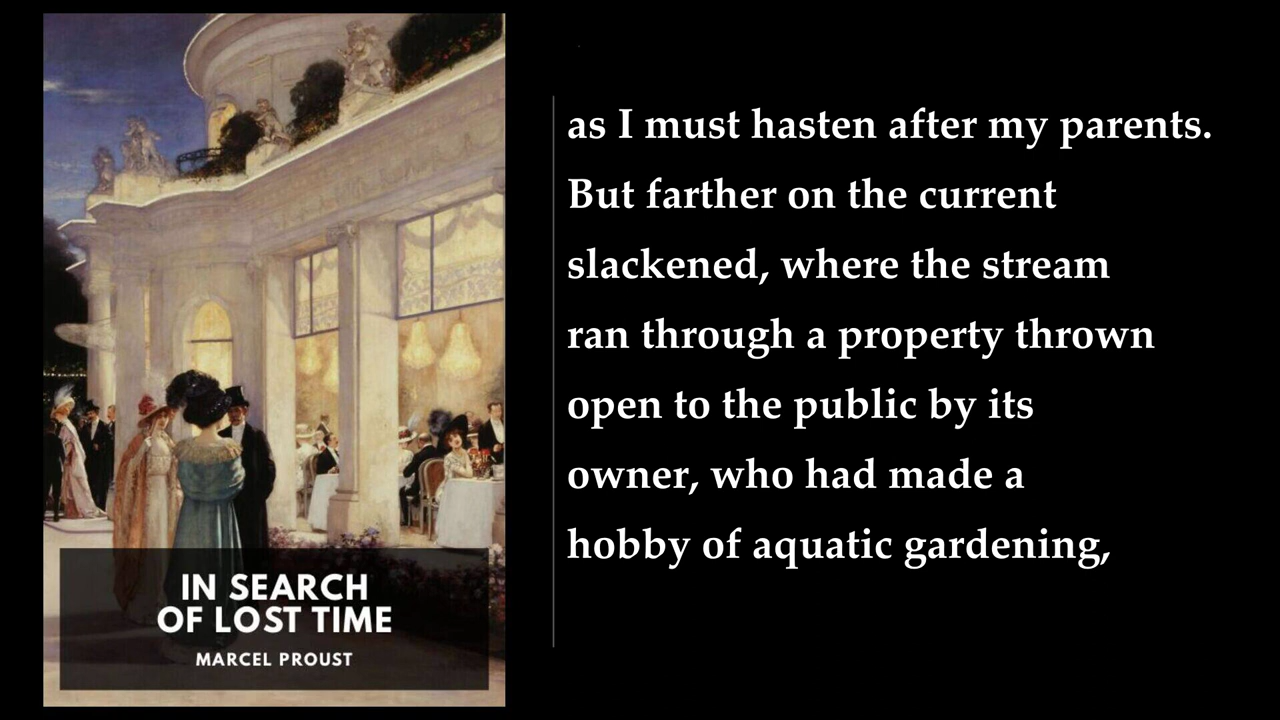 IN SEARCH
OF LOST TIME
MARCEL PROUST
as I must hasten after my parents.
But farther on the current
slackened, where the stream
ran through a property thrown
open to the public by its
owner, who had made a
hobby of aquatic gardening,